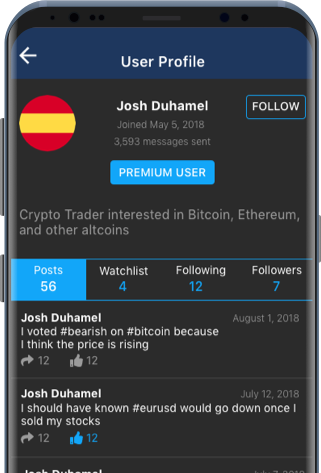 User Profile
Josh Duhamel
FOLLOW
Joined May 5, 2018
3,593 messages sent
PREMIUM USER
Crypto Trader interested in Bitcoin, Ethereum,
and other altcoins
Posts
56
Watchlist
4
Following
12
Followers
7
Josh Duhamel
August 1, 2018
I voted #bearish on #bitcoin because
I think the price is rising
12
12
Josh Duhamel
July 12, 2018
I should have known #eurusd would go down once I
sold my stocks
12
12
Josh Duhamel